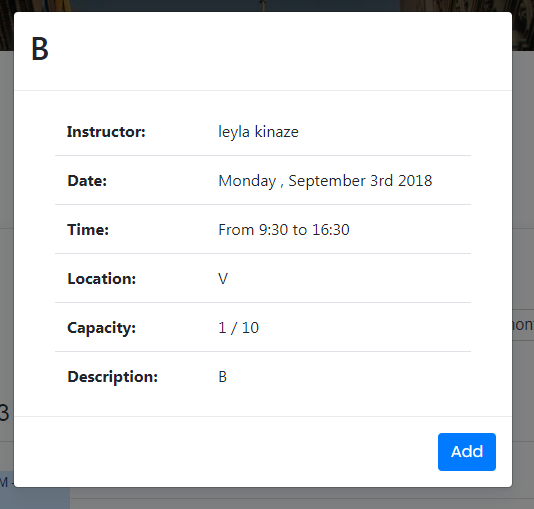 B
Instructor: leyla kinaze
Date: Monday , September 3rd 2018
Time: From 9:30 to 16:30
Location: V
Capacity: 1 / 10
Description: B
3
Add